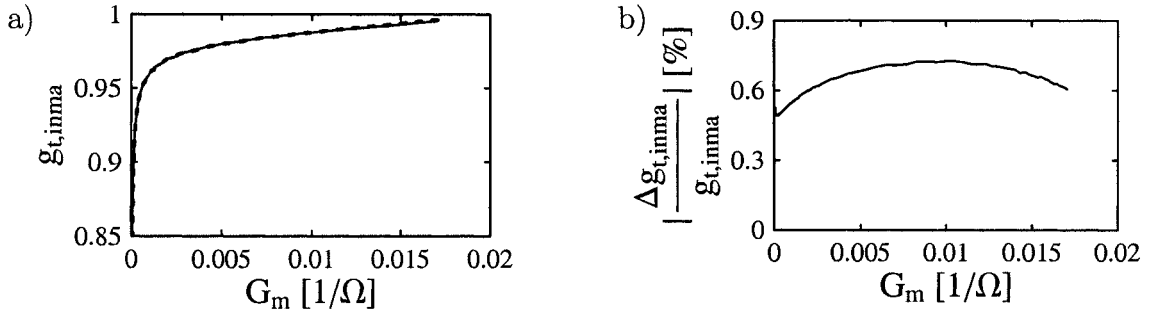 a)
1
0.95
0.9
0.85
g_t,inma
0 0.005 0.01 0.015 0.02
G_m [1/Ω]
b)
0.9
0.6
0.3
0
| Δg_t,inma / g_t,inma | [%]
0 0.005 0.01 0.015 0.02
G_m [1/Ω]